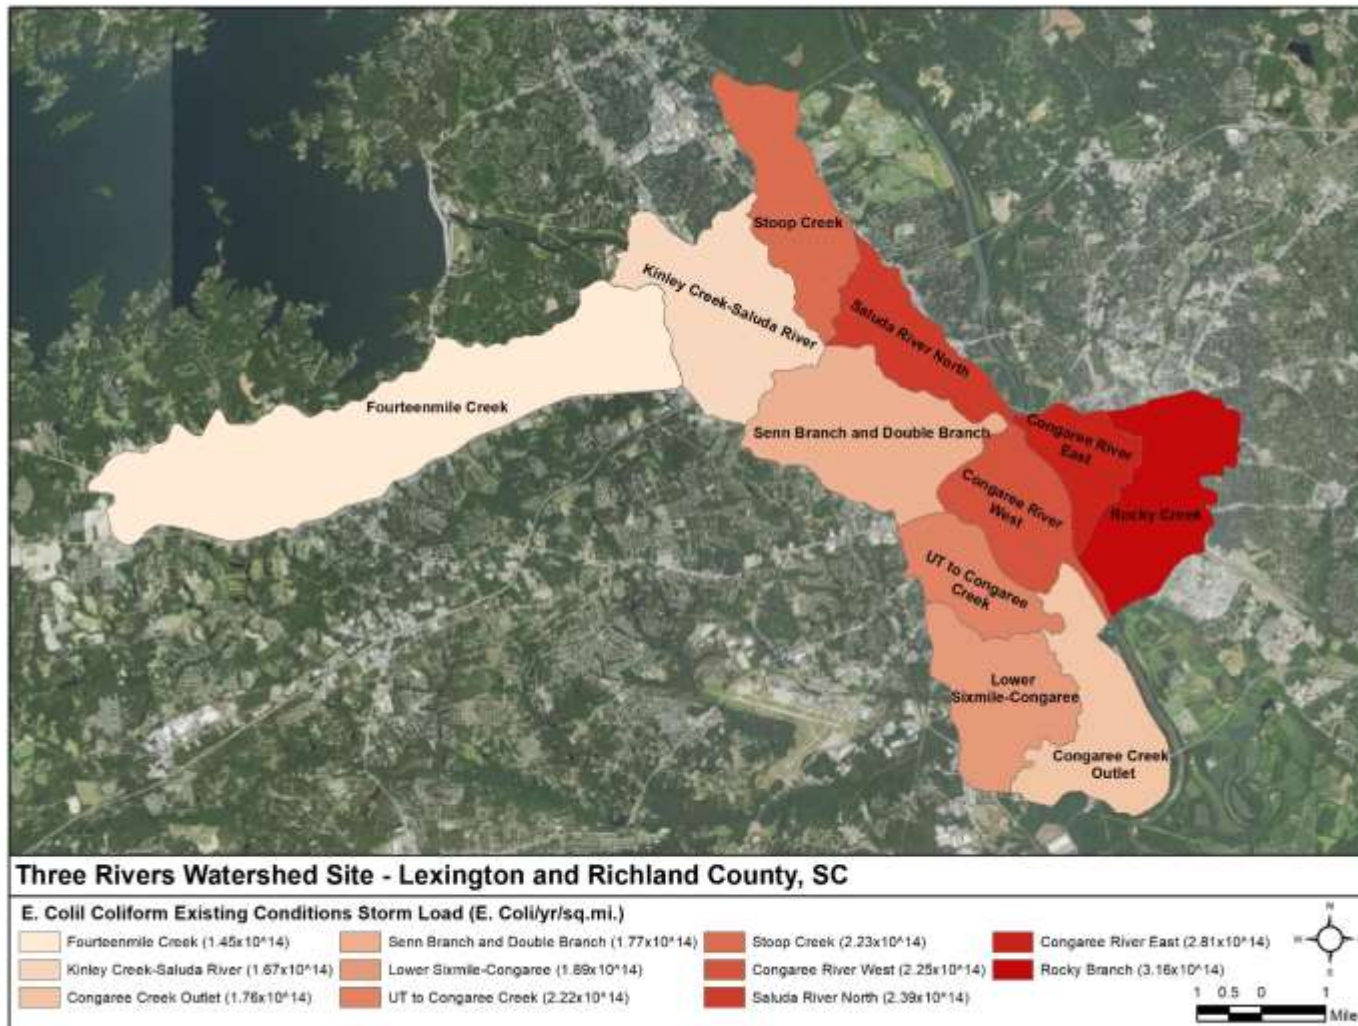 Stoop Creek
Kinley Creek-Saluda River
Saluda River North
Fourteenmile Creek
Senn Branch and Double Branch
Congaree River
East
Congaree River
West
Rocky Creek
UT to Congaree
Creek
Lower
Sixmile-Congaree
Congaree Creek
Outlet
Three Rivers Watershed Site - Lexington and Richland County, SC
E. Colil Coliform Existing Conditions Storm Load (E. Coli/yr/sq.mi.)
Fourteenmile Creek (1.45x10^14)
Kinley Creek-Saluda River (1.67x10^14)
Congaree Creek Outlet (1.76x10^14)
Senn Branch and Double Branch (1.77x10^14)
Lower Sixmile-Congaree (1.89x10^14)
UT to Congaree Creek (2.22x10^14)
Stoop Creek (2.23x10^14)
Congaree River West (2.25x10^14)
Saluda River North (2.39x10^14)
Congaree River East (2.81x10^14)
Rocky Branch (3.16x10^14)
N
W E
S
1 0.5 0 1
Mile